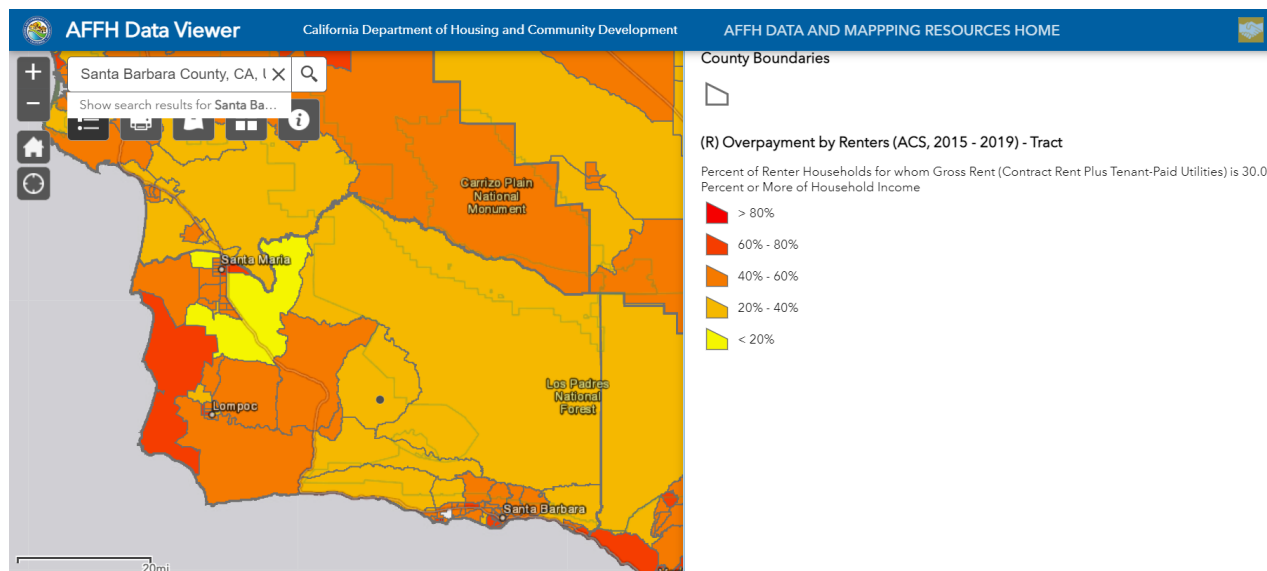 AFFH Data Viewer
California Department of Housing and Community Development
AFFH DATA AND MAPPPING RESOURCES HOME
+
Santa Barbara County, CA, U
−
Show search results for Santa Ba...
Carrizo Plain
National
Monument
Santa Maria
Los Padres
National
Forest
Lompoc
Santa Barbara
20mi
County Boundaries
(R) Overpayment by Renters (ACS, 2015 - 2019) - Tract
Percent of Renter Households for whom Gross Rent (Contract Rent Plus Tenant-Paid Utilities) is 30.0
Percent or More of Household Income
> 80%
60% - 80%
40% - 60%
20% - 40%
< 20%